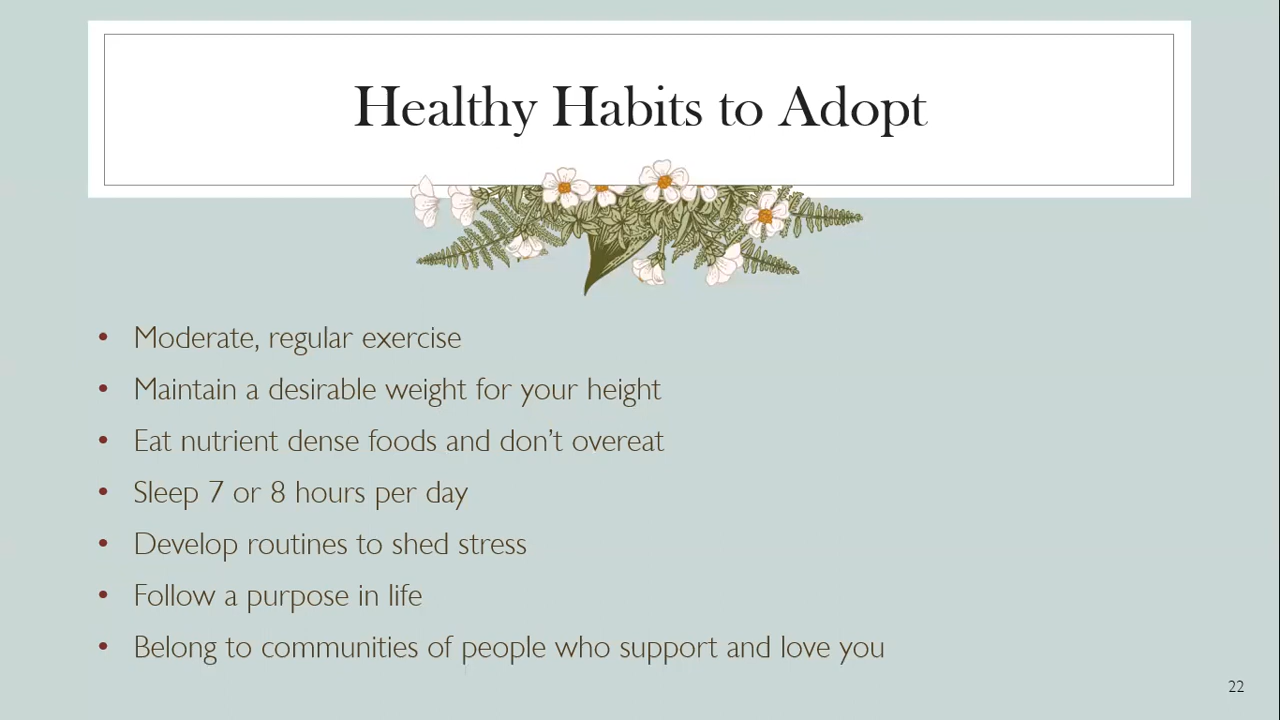 Healthy Habits to Adopt
• Moderate, regular exercise
• Maintain a desirable weight for your height
• Eat nutrient dense foods and don’t overeat
• Sleep 7 or 8 hours per day
• Develop routines to shed stress
• Follow a purpose in life
• Belong to communities of people who support and love you
22